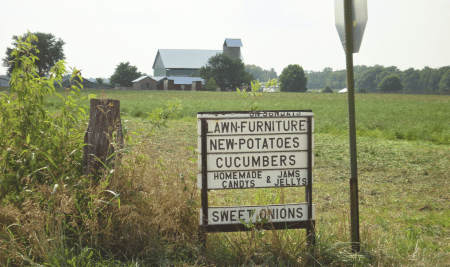 LAWN-FURNITURE
NEW-POTATOES
CUCUMBERS
HOMEMADE JAMS
CANDYS & JELLYS
SWEET ONIONS